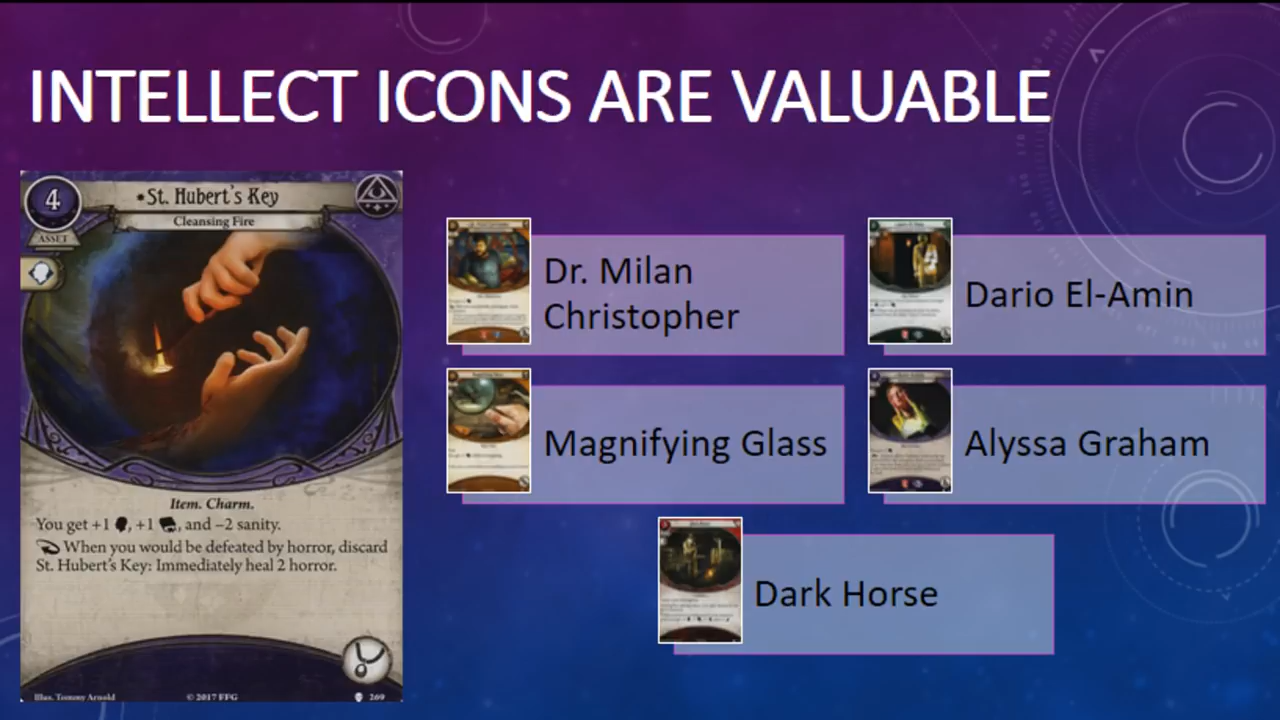 INTELLECT ICONS ARE VALUABLE
4
St. Hubert's Key
Cleansing Fire
ASSET
Item. Charm.
You get +1 , +1 , and –2 sanity.
When you would be defeated by horror, discard
St. Hubert's Key: Immediately heal 2 horror.
Illus. Tommy Arnold
© 2017 FFG
269
Dr. Milan
Christopher
Dario El-Amin
Magnifying Glass
Alyssa Graham
Dark Horse